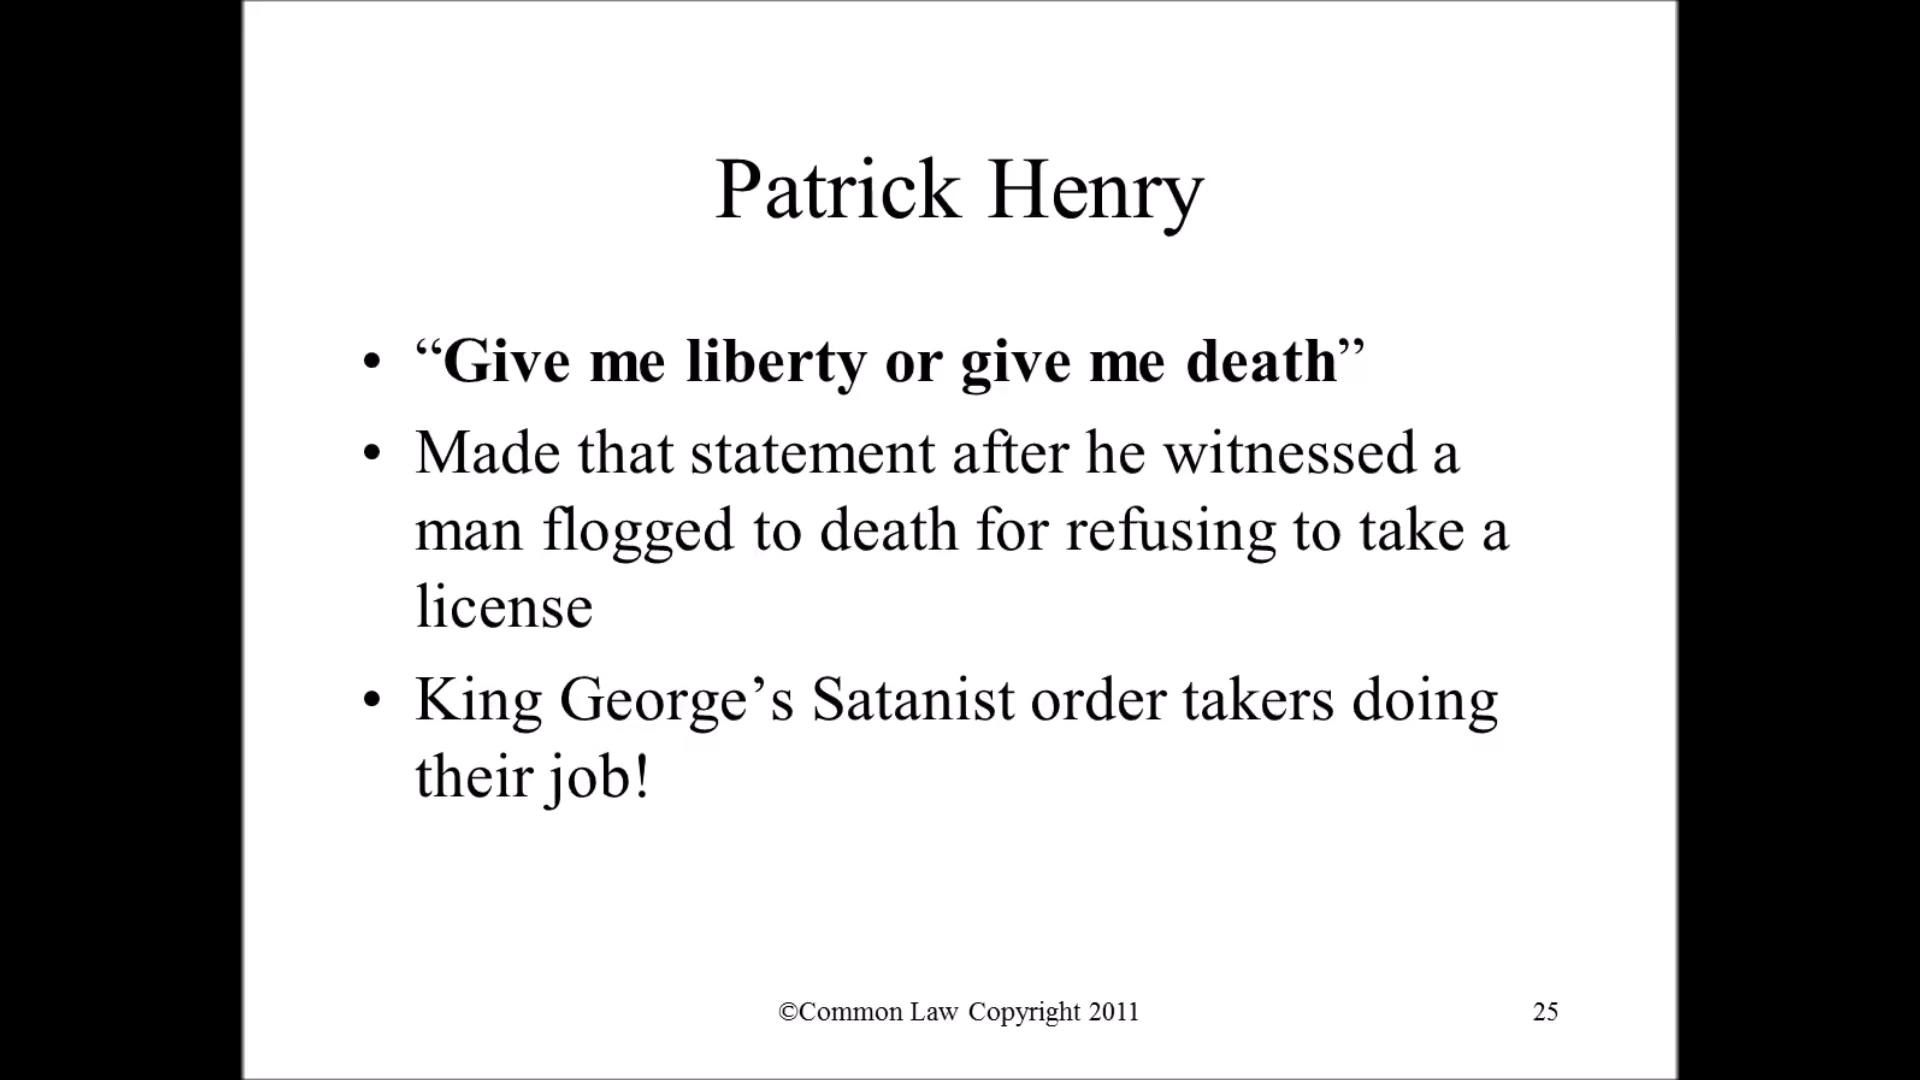 Patrick Henry
• “Give me liberty or give me death”
• Made that statement after he witnessed a
man flogged to death for refusing to take a
license
• King George’s Satanist order takers doing
their job!
©Common Law Copyright 2011
25